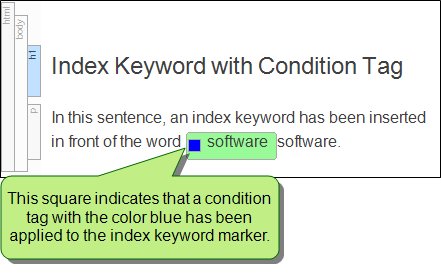 html
body
h1
Index Keyword with Condition Tag
p
In this sentence, an index keyword has been inserted
in front of the word software software.
This square indicates that a condition
tag with the color blue has been
applied to the index keyword marker.